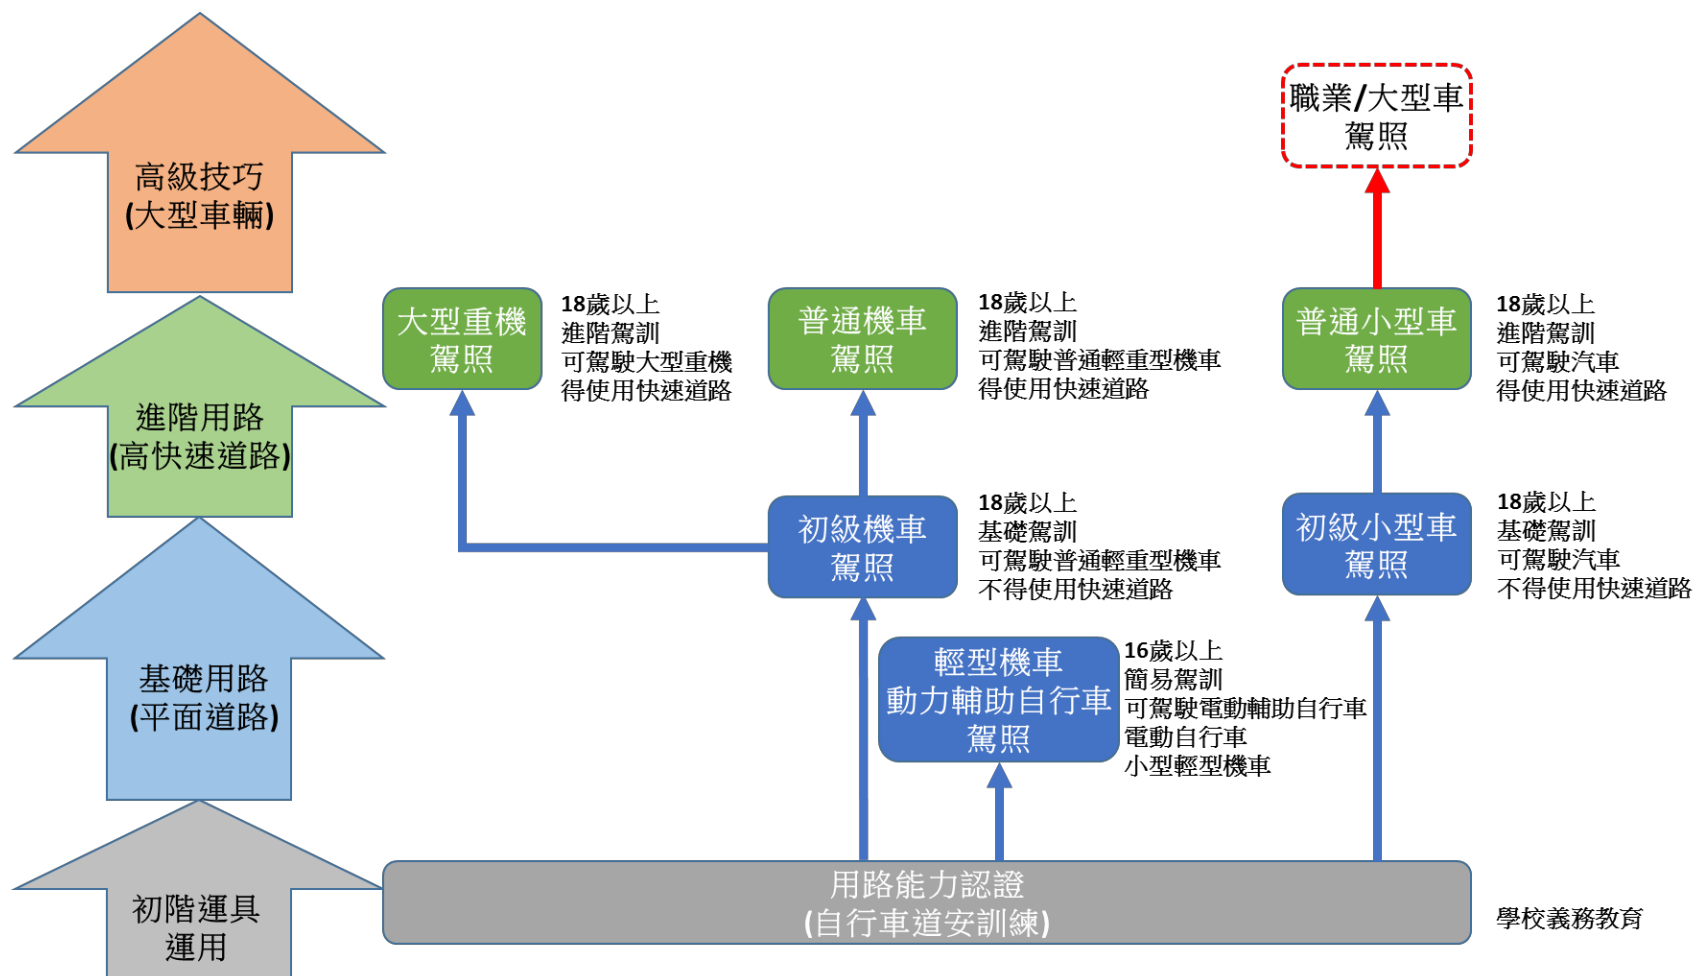 職業/大型車
駕照
高級技巧
(大型車輛)
大型重機
駕照
18歲以上
進階駕訓
可駕駛大型重機
得使用快速道路
普通機車
駕照
18歲以上
進階駕訓
可駕駛普通輕重型機車
得使用快速道路
普通小型車
駕照
18歲以上
進階駕訓
可駕駛汽車
得使用快速道路
進階用路
(高快速道路)
初級機車
駕照
18歲以上
基礎駕訓
可駕駛普通輕重型機車
不得使用快速道路
初級小型車
駕照
18歲以上
基礎駕訓
可駕駛汽車
不得使用快速道路
基礎用路
(平面道路)
輕型機車
動力輔助自行車
駕照
16歲以上
簡易駕訓
可駕駛電動輔助自行車
電動自行車
小型輕型機車
初階運具
運用
用路能力認證
(自行車道安訓練)
學校義務教育